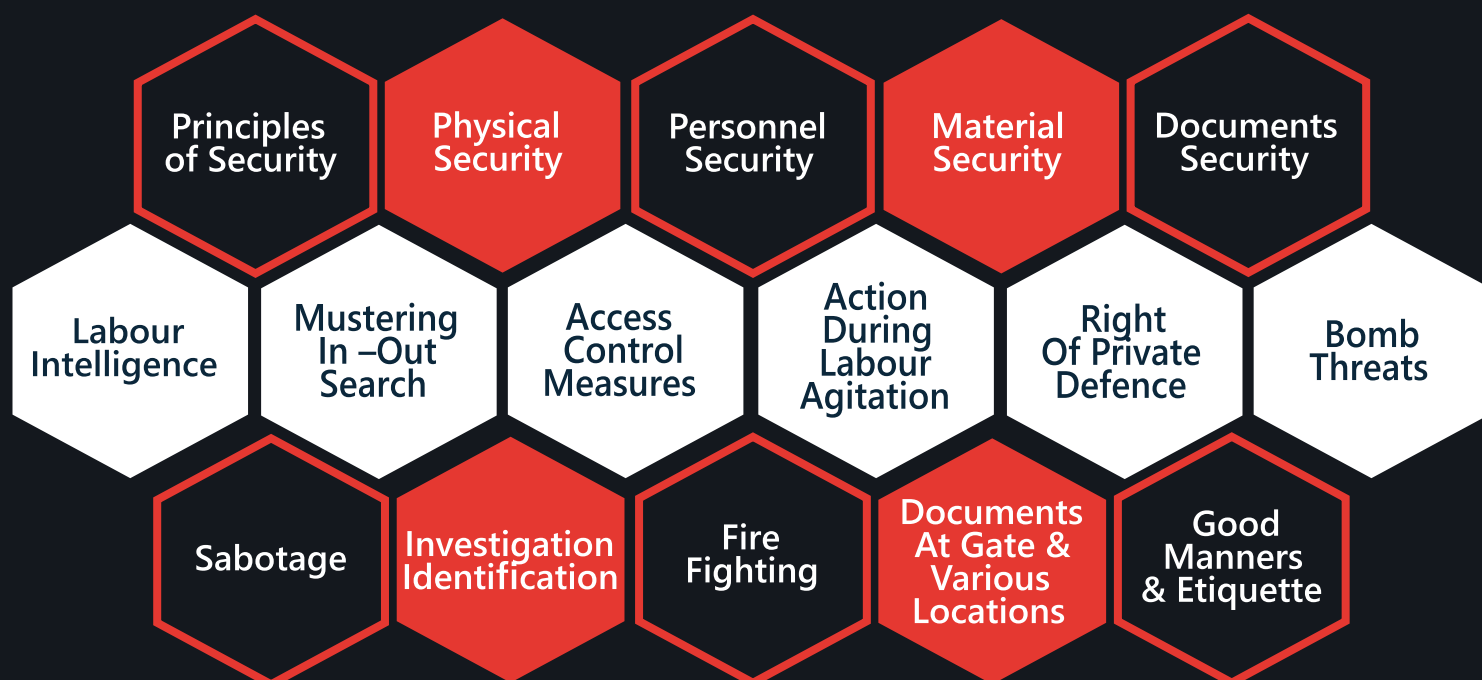 Principles
of Security
Physical
Security
Personnel
Security
Material
Security
Documents
Security
Labour
Intelligence
Mustering
In –Out
Search
Access
Control
Measures
Action
During
Labour
Agitation
Right
Of Private
Defence
Bomb
Threats
Sabotage
Investigation
Identification
Fire
Fighting
Documents
At Gate &
Various
Locations
Good
Manners
& Etiquette